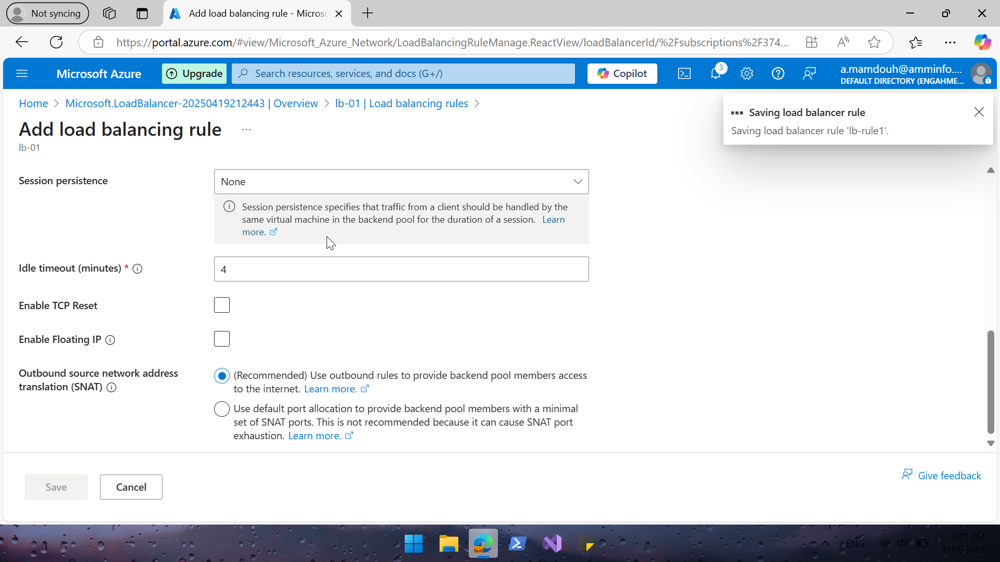 Not syncing
Add load balancing rule - Microso
https://portal.azure.com/#view/Microsoft_Azure_Network/LoadBalancingRuleManage.ReactView/loadBalancerId/%2Fsubscriptions%2F374...
Microsoft Azure
Upgrade
Search resources, services, and docs (G+/)
Copilot
3
a.mamdouh@amminfo....
DEFAULT DIRECTORY (ENGAHME...
Home > Microsoft.LoadBalancer-20250419212443 | Overview > lb-01 | Load balancing rules >
Add load balancing rule ...
lb-01
Saving load balancer rule
Saving load balancer rule 'lb-rule1'.
Session persistence
None
Session persistence specifies that traffic from a client should be handled by the
same virtual machine in the backend pool for the duration of a session. Learn
more.
Idle timeout (minutes) *
4
Enable TCP Reset
Enable Floating IP
Outbound source network address
translation (SNAT)
(Recommended) Use outbound rules to provide backend pool members access
to the internet. Learn more.
Use default port allocation to provide backend pool members with a minimal
set of SNAT ports. This is not recommended because it can cause SNAT port
exhaustion. Learn more.
Save
Cancel
Give feedback
ENG
9:27 PM
4/19/2025